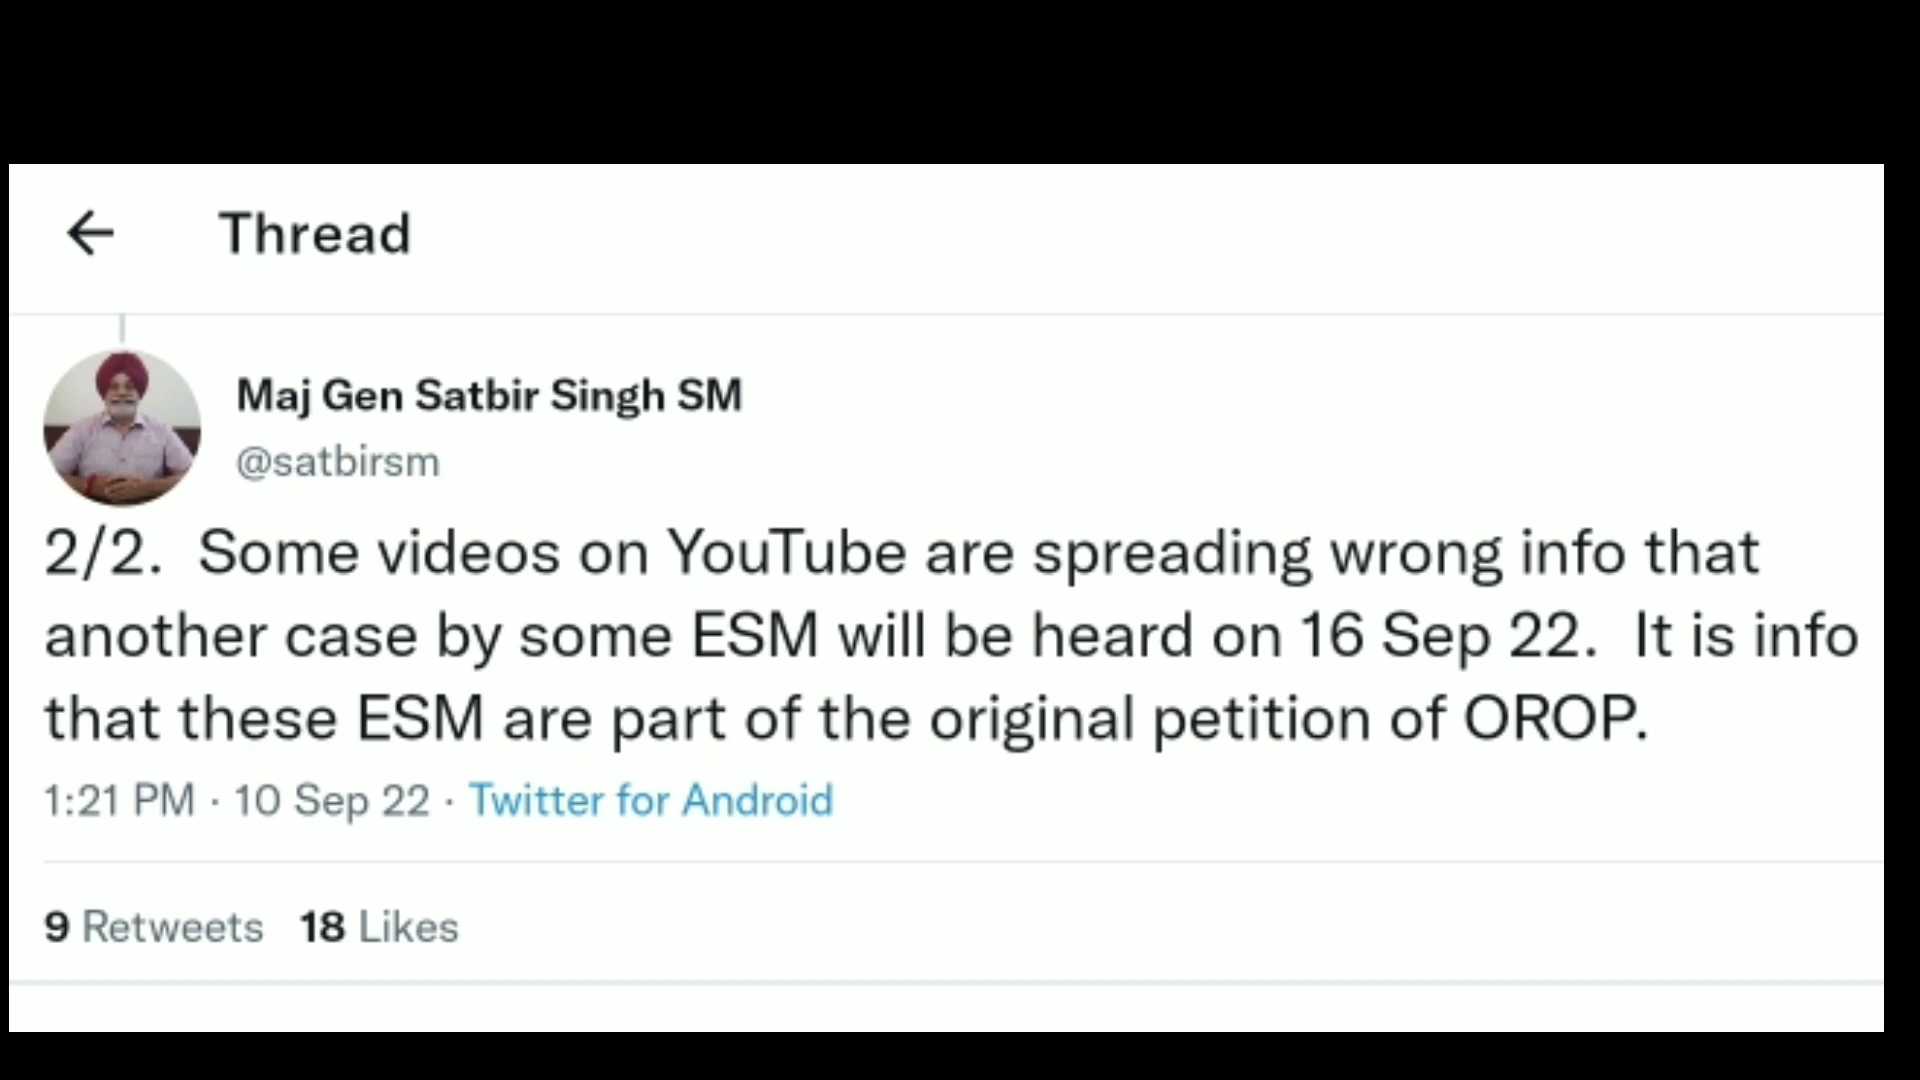 Thread
Maj Gen Satbir Singh SM
@satbirsm
2/2.  Some videos on YouTube are spreading wrong info that
another case by some ESM will be heard on 16 Sep 22.  It is info
that these ESM are part of the original petition of OROP.
1:21 PM · 10 Sep 22 · Twitter for Android
9 Retweets 18 Likes